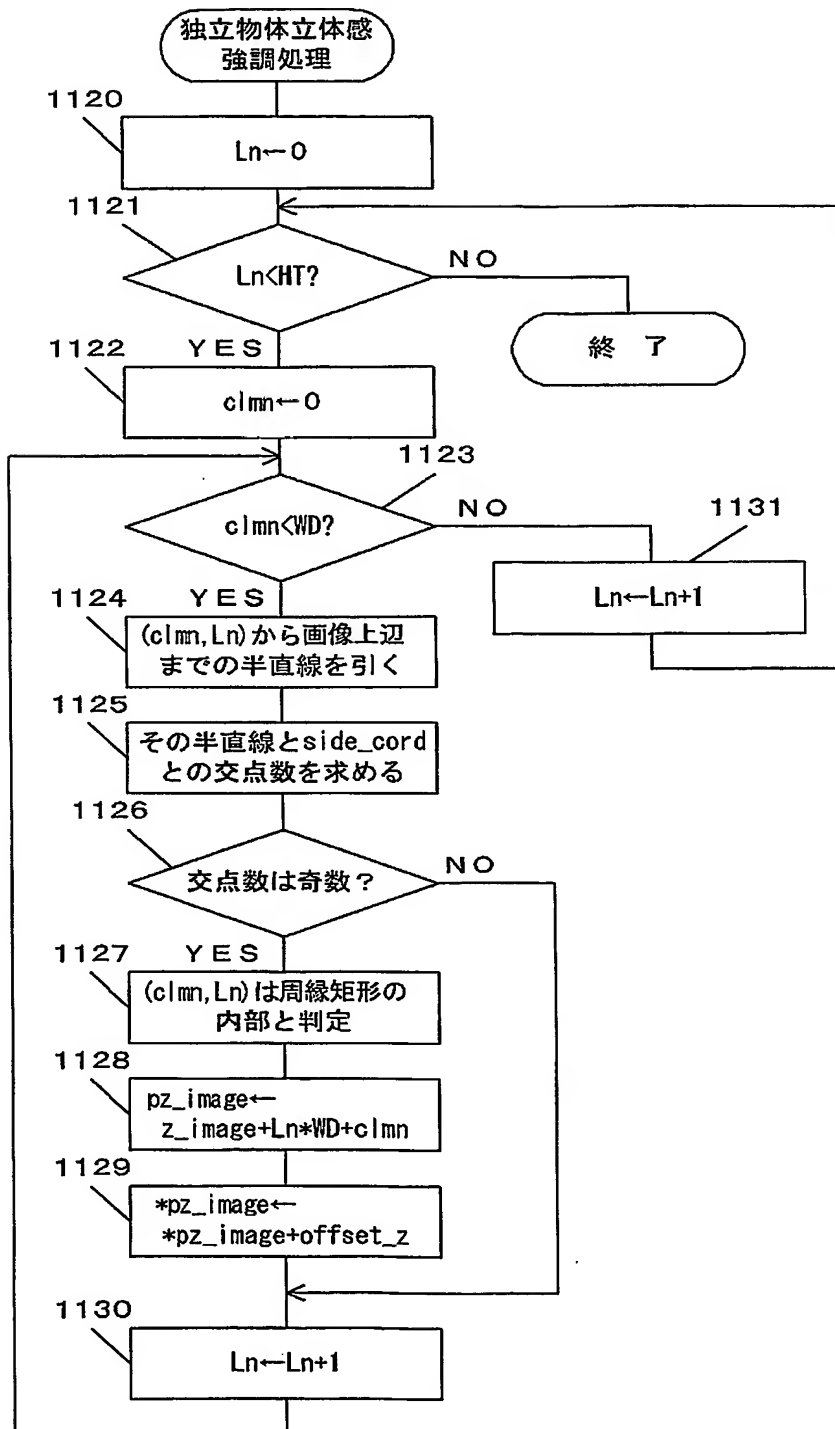 独立物体立体感
強調処理
1120
Ln←0
1121
Ln<HT?
NO
終 了
1122
YES
clmn←0
1123
clmn<WD?
NO
1131
Ln←Ln+1
1124
YES
(clmn,Ln)から画像上辺
までの半直線を引く
1125
その半直線とside_cord
との交点数を求める
1126
交点数は奇数?
NO
1127
YES
(clmn,Ln)は周縁矩形の
内部と判定
1128
pz_image←
z_image+Ln*WD+clmn
1129
*pz_image←
*pz_image+offset_z
1130
Ln←Ln+1